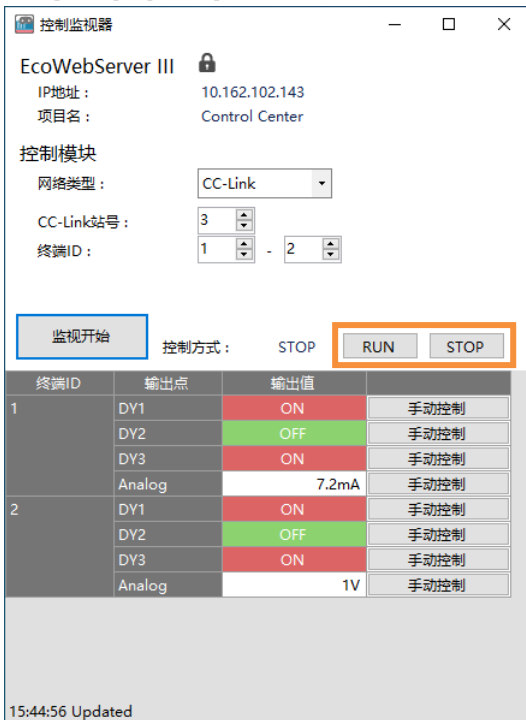 控制监视器
EcoWebServer III
IP地址： 10.162.102.143
项目名： Control Center
控制模块
网络类型： CC-Link
CC-Link站号： 3
终端ID： 1 - 2
监视开始 控制方式： STOP RUN STOP
终端ID 输出点 输出值
1 DY1 ON 手动控制
DY2 OFF 手动控制
DY3 ON 手动控制
Analog 7.2mA 手动控制
2 DY1 ON 手动控制
DY2 OFF 手动控制
DY3 ON 手动控制
Analog 1V 手动控制
15:44:56 Updated